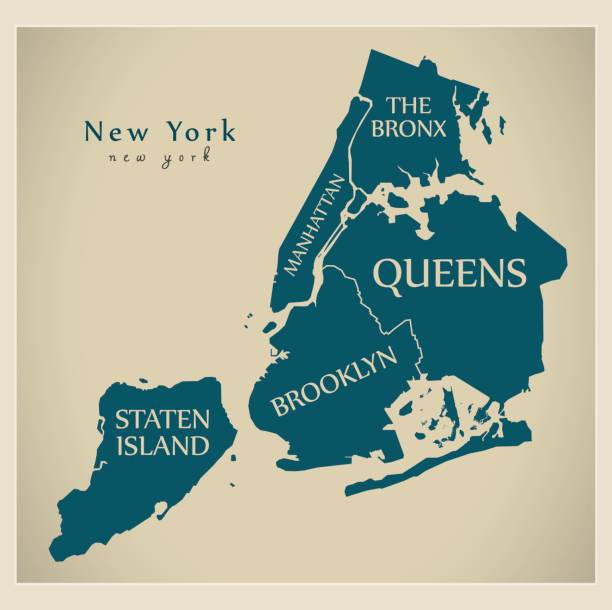 New York
new york
THE
BRONX
MANHATTAN
QUEENS
BROOKLYN
STATEN
ISLAND